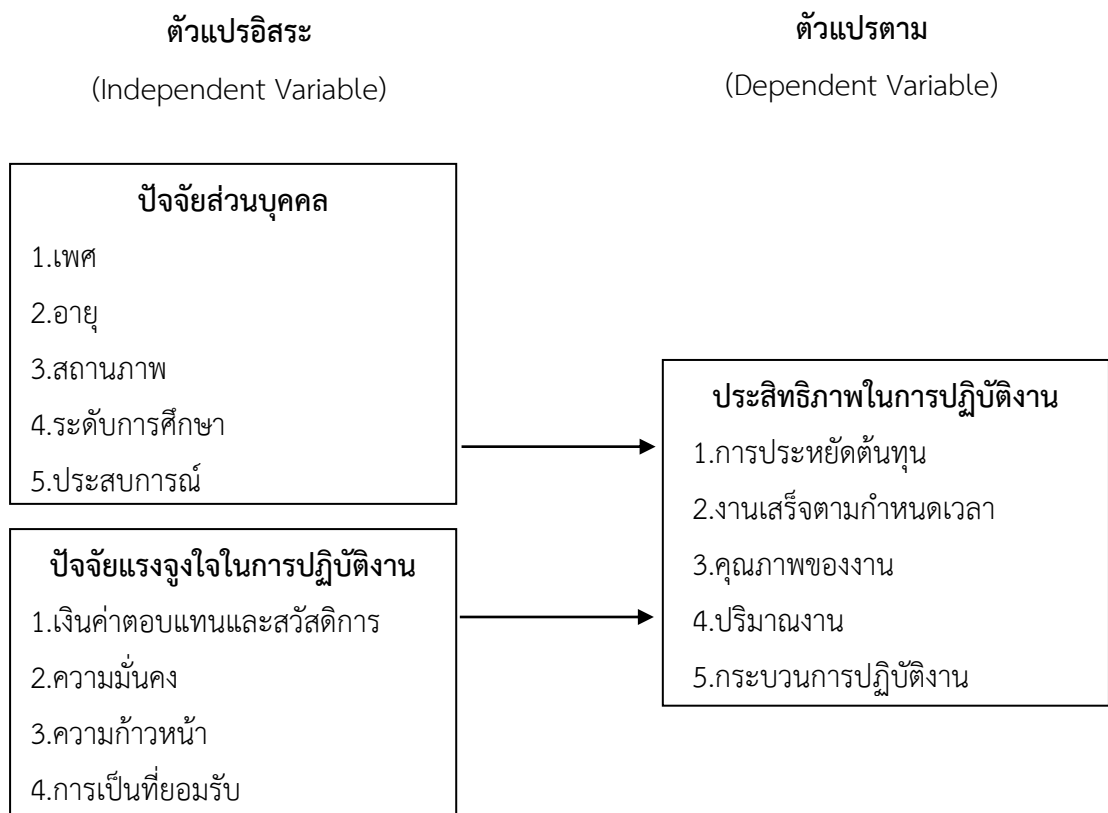 ตัวแปรอิสระ
(Independent Variable)
ตัวแปรตาม
(Dependent Variable)
ปัจจัยส่วนบุคคล
1.เพศ
2.อายุ
3.สถานภาพ
4.ระดับการศึกษา
5.ประสบการณ์
ปัจจัยแรงจูงใจในการปฏิบัติงาน
1.เงินค่าตอบแทนและสวัสดิการ
2.ความมั่นคง
3.ความก้าวหน้า
4.การเป็นที่ยอมรับ
ประสิทธิภาพในการปฏิบัติงาน
1.การประหยัดต้นทุน
2.งานเสร็จตามกำหนดเวลา
3.คุณภาพของงาน
4.ปริมาณงาน
5.กระบวนการปฏิบัติงาน